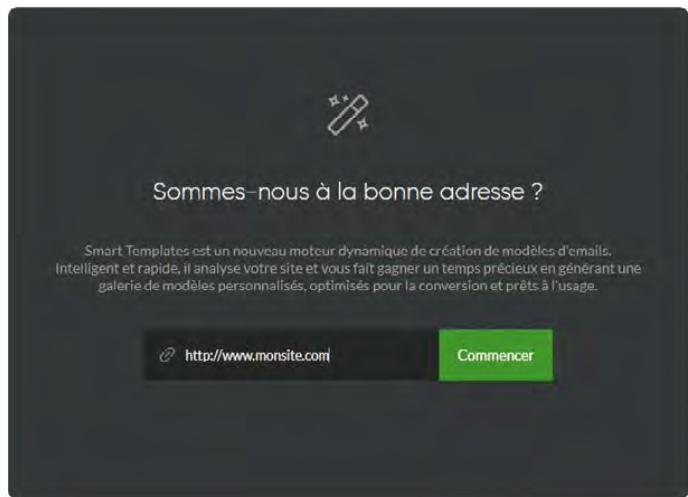 Sommes-nous à la bonne adresse ?
Smart Templates est un nouveau moteur dynamique de création de modèles d'emails.
Intelligent et rapide, il analyse votre site et vous fait gagner un temps précieux en générant une
galerie de modèles personnalisés, optimisés pour la conversion et prêts à l'usage.
http://www.monsite.com
Commencer